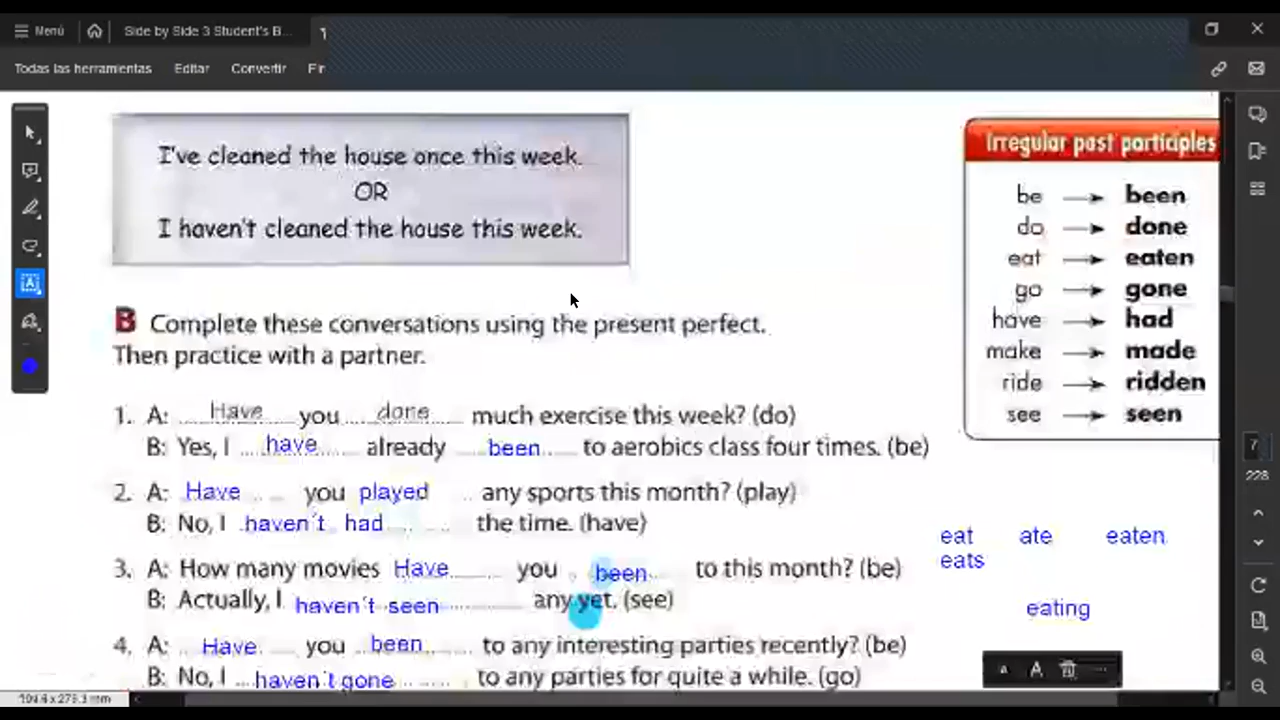 Menú
Side by Side 3 Student's B...
Todas las herramientas Editar Convertir Fir
I've cleaned the house once this week.
OR
I haven't cleaned the house this week.
Irregular past participles
be → been
do → done
eat → eaten
go → gone
have → had
make → made
ride → ridden
see → seen
B Complete these conversations using the present perfect.
Then practice with a partner.
1. A: Have you done much exercise this week? (do)
B: Yes, I have already been to aerobics class four times. (be)
2. A: Have you played any sports this month? (play)
B: No, I haven't had the time. (have)
3. A: How many movies Have you been to this month? (be)
B: Actually, I haven't seen any yet. (see)
4. A: Have you been to any interesting parties recently? (be)
B: No, I haven't gone to any parties for quite a while. (go)
eat ate eaten
eats
eating
7
228